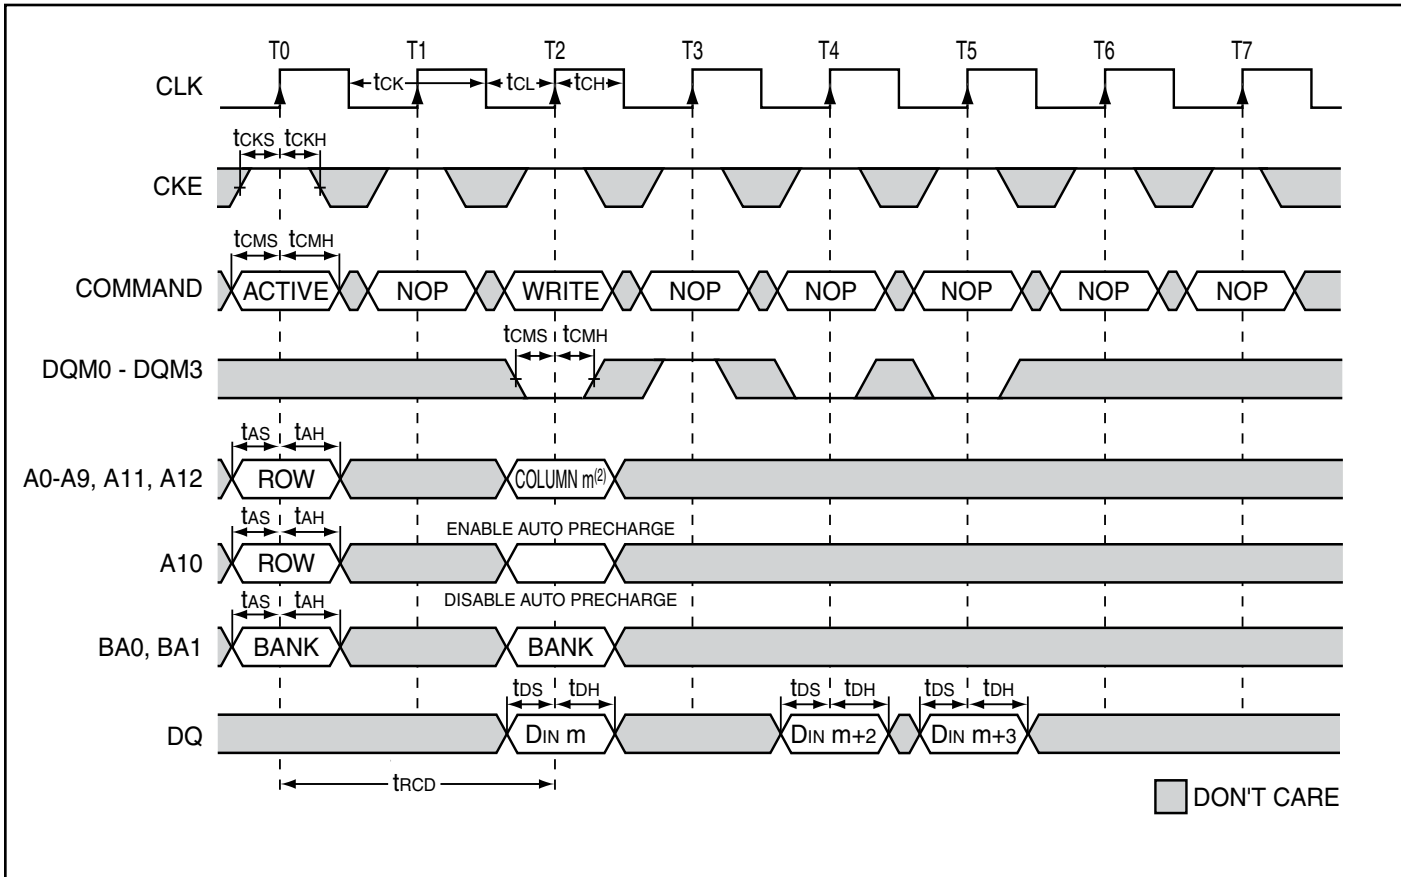 T0 T1 T2 T3 T4 T5 T6 T7
CLK tCK tCL tCH
tCKS tCKH
CKE
tCMS tCMH
COMMAND ACTIVE NOP WRITE NOP NOP NOP NOP NOP
tCMS tCMH
DQM0 - DQM3
tAS tAH
A0-A9, A11, A12 ROW COLUMN m(2)
tAS tAH ENABLE AUTO PRECHARGE
A10 ROW
tAS tAH DISABLE AUTO PRECHARGE
BA0, BA1 BANK BANK
tDS tDH tDS tDH tDS tDH
DQ DIN m DIN m+2 DIN m+3
tRCD
DON'T CARE